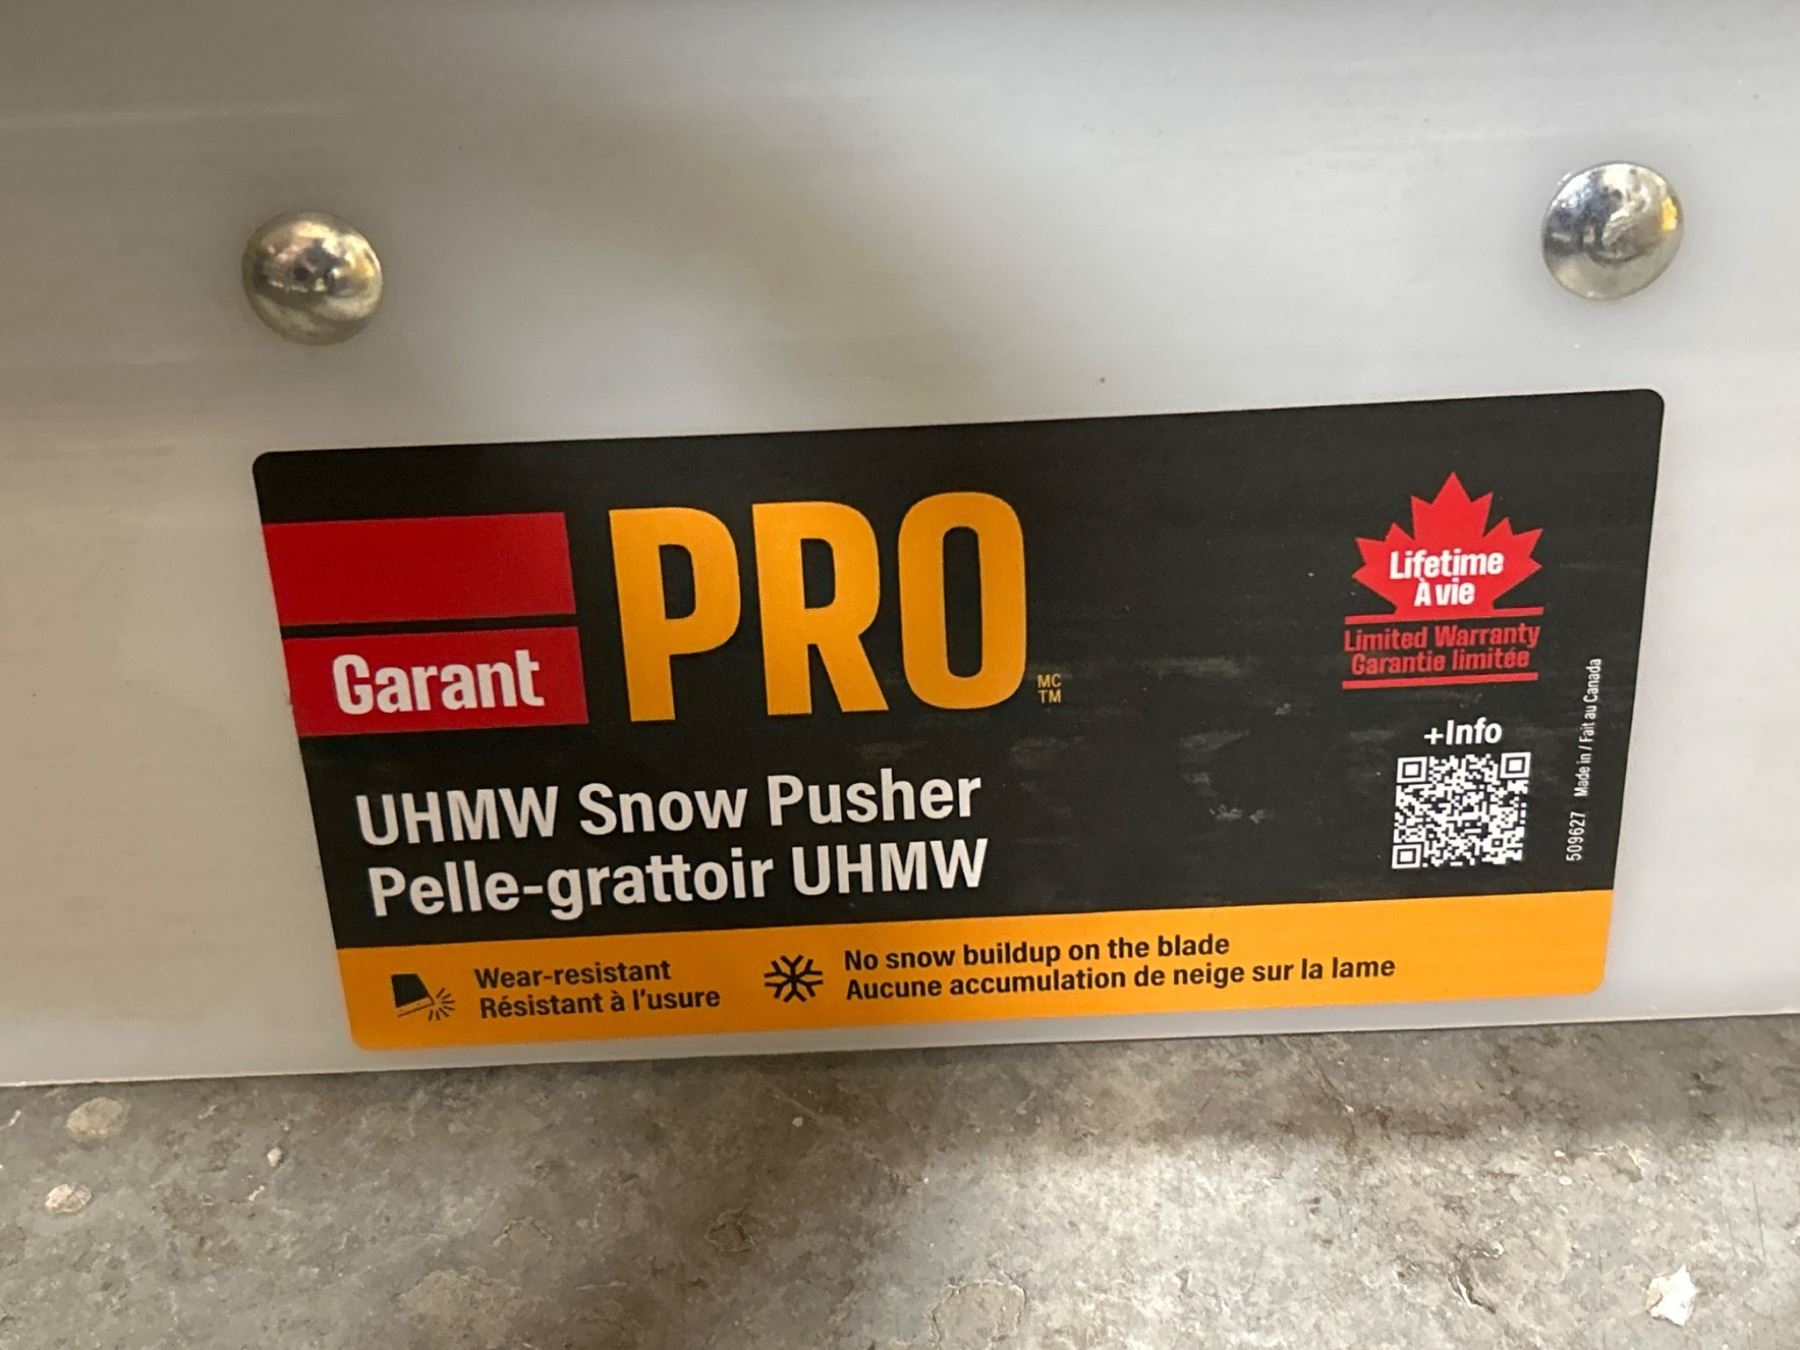 Garant
PRO
MC
TM
UHMW Snow Pusher
Pelle-grattoir UHMW
Wear-resistant
Résistant à l'usure
No snow buildup on the blade
Aucune accumulation de neige sur la lame
Lifetime
À vie
Limited Warranty
Garantie limitée
+Info
509627 Made in / Fait au Canada